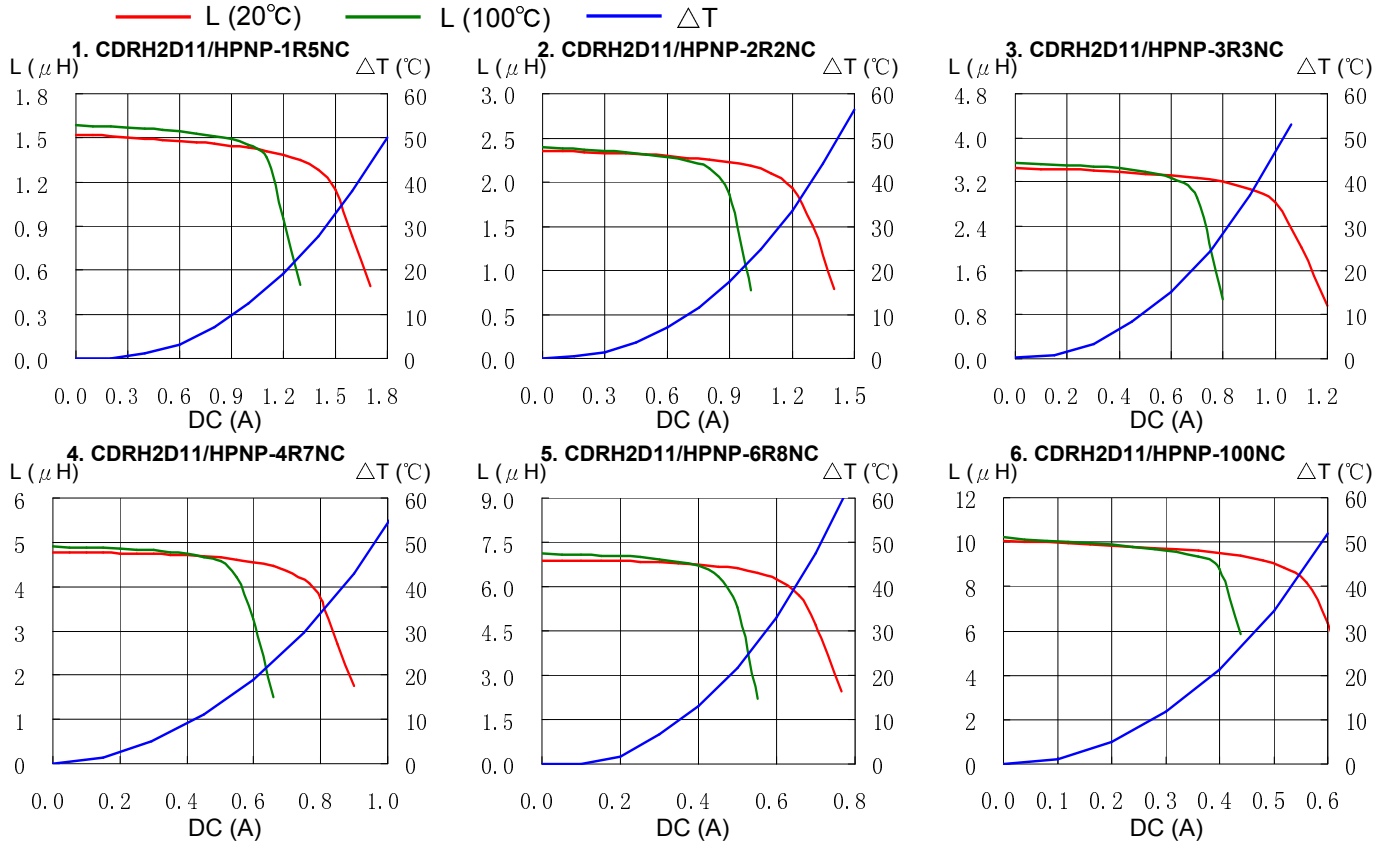 L (20℃) L (100℃) △T
1. CDRH2D11/HPNP-1R5NC 2. CDRH2D11/HPNP-2R2NC 3. CDRH2D11/HPNP-3R3NC
L (μH) △T (℃) L (μH) △T (℃) L (μH) △T (℃)
1.8 60 3.0 60 4.8 60
1.5 50 2.5 50 4.0 50
1.2 40 2.0 40 3.2 40
0.9 30 1.5 30 2.4 30
0.6 20 1.0 20 1.6 20
0.3 10 0.5 10 0.8 10
0.0 0 0.0 0 0.0 0
0.0 0.3 0.6 0.9 1.2 1.5 1.8 0.0 0.3 0.6 0.9 1.2 1.5 0.0 0.2 0.4 0.6 0.8 1.0 1.2
DC (A) DC (A) DC (A)
4. CDRH2D11/HPNP-4R7NC 5. CDRH2D11/HPNP-6R8NC 6. CDRH2D11/HPNP-100NC
L (μH) △T (℃) L (μH) △T (℃) L (μH) △T (℃)
6 60 9.0 60 12 60
5 50 7.5 50 10 50
4 40 6.0 40 8 40
3 30 4.5 30 6 30
2 20 3.0 20 4 20
1 10 1.5 10 2 10
0 0 0.0 0 0 0
0.0 0.2 0.4 0.6 0.8 1.0 0.0 0.2 0.4 0.6 0.8 0.0 0.1 0.2 0.3 0.4 0.5 0.6
DC (A) DC (A) DC (A)